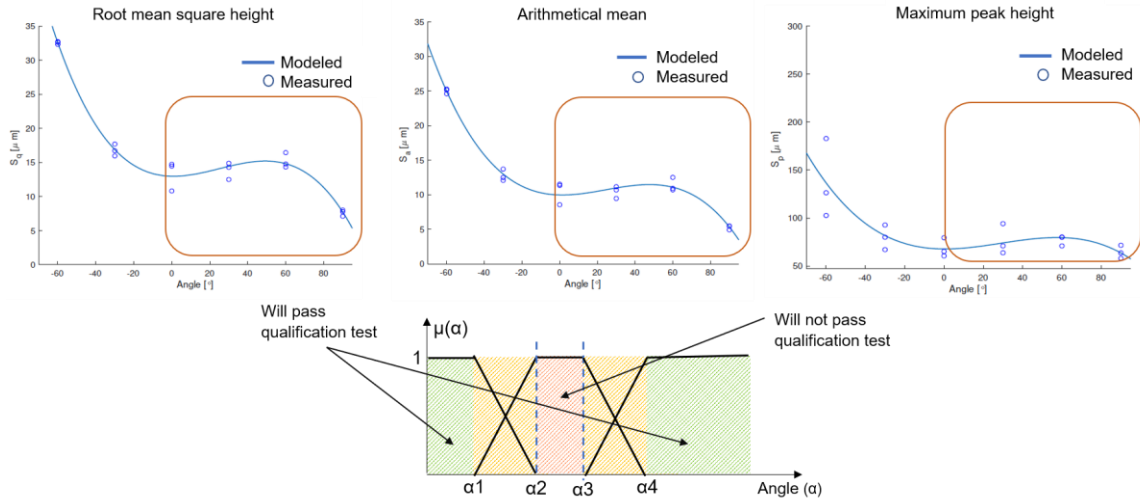 Root mean square height
Arithmetical mean
Maximum peak height
35
30
25
20
15
10
5
0
S_q [μ m]
-60 -40 -20 0 20 40 60 80
Angle [°]
Modeled
Measured
35
30
25
20
15
10
5
0
S_a [μ m]
-60 -40 -20 0 20 40 60 80
Angle [°]
Modeled
Measured
300
250
200
150
100
50
S_p [μ m]
-60 -40 -20 0 20 40 60 80
Angle [°]
Modeled
Measured
Will pass
qualification test
μ(α)
1
Will not pass
qualification test
α1 α2 α3 α4 Angle (α)